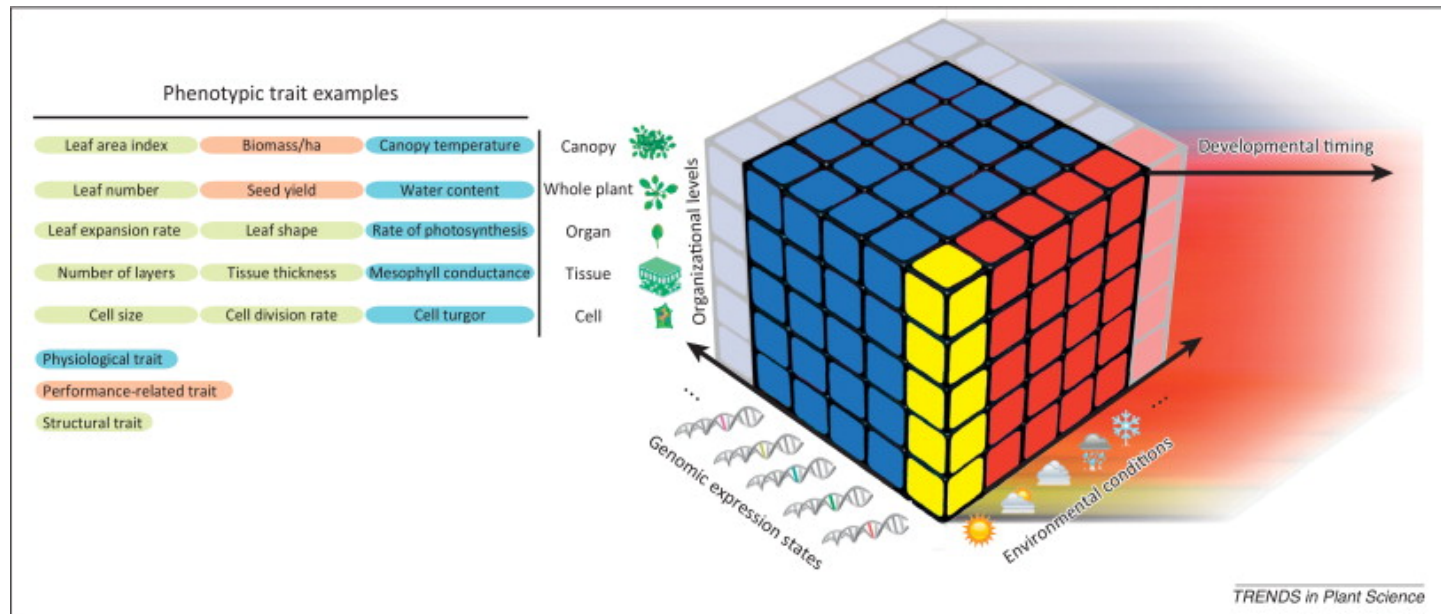 Phenotypic trait examples
Leaf area index Biomass/ha Canopy temperature Canopy
Leaf number Seed yield Water content Whole plant
Leaf expansion rate Leaf shape Rate of photosynthesis Organ
Number of layers Tissue thickness Mesophyll conductance Tissue
Cell size Cell division rate Cell turgor Cell
Physiological trait
Performance-related trait
Structural trait
Organizational levels
Developmental timing
...
Genomic expression states
...
Environmental conditions
TRENDS in Plant Science